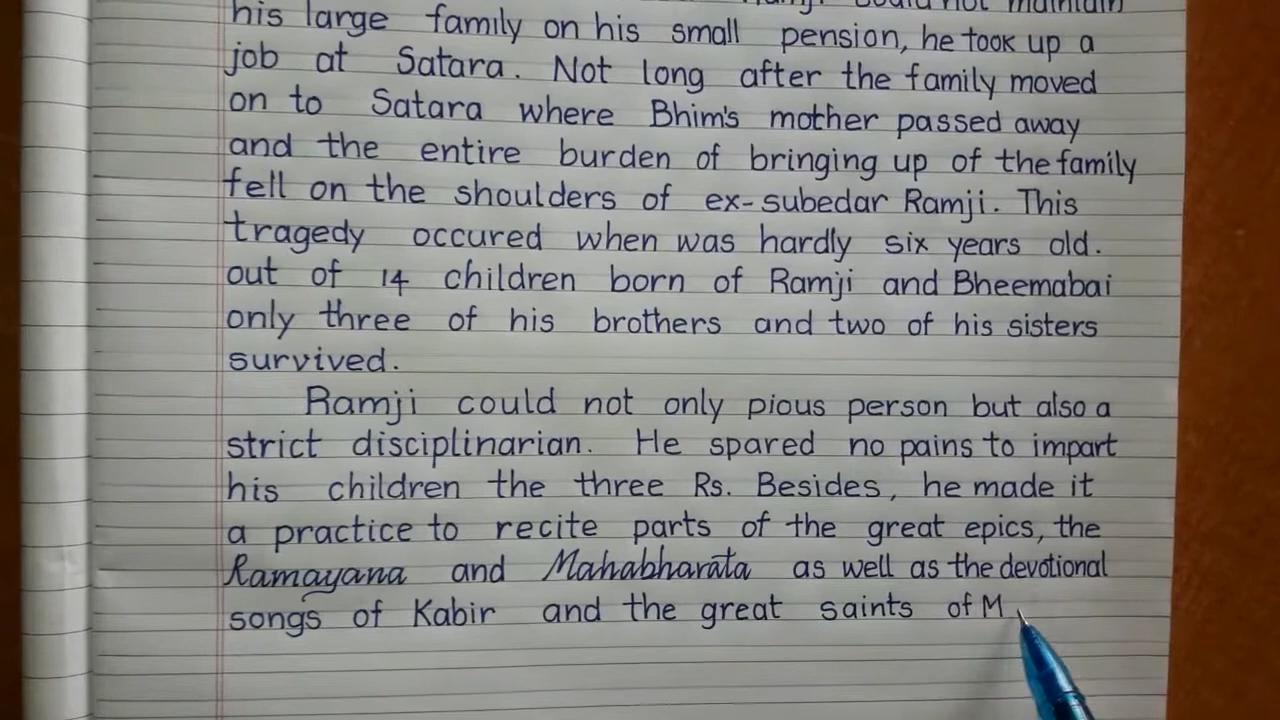 Ramji could not maintain
his large family on his small pension, he took up a
job at Satara. Not long after the family moved
on to Satara where Bhim's mother passed away
and the entire burden of bringing up of the family
fell on the shoulders of ex-subedar Ramji. This
tragedy occured when was hardly six years old.
out of 14 children born of Ramji and Bheemabai
only three of his brothers and two of his sisters
survived.
Ramji could not only pious person but also a
strict disciplinarian. He spared no pains to impart
his children the three Rs. Besides, he made it
a practice to recite parts of the great epics, the
Ramayana and Mahabharata as well as the devotional
songs of Kabir and the great saints of M